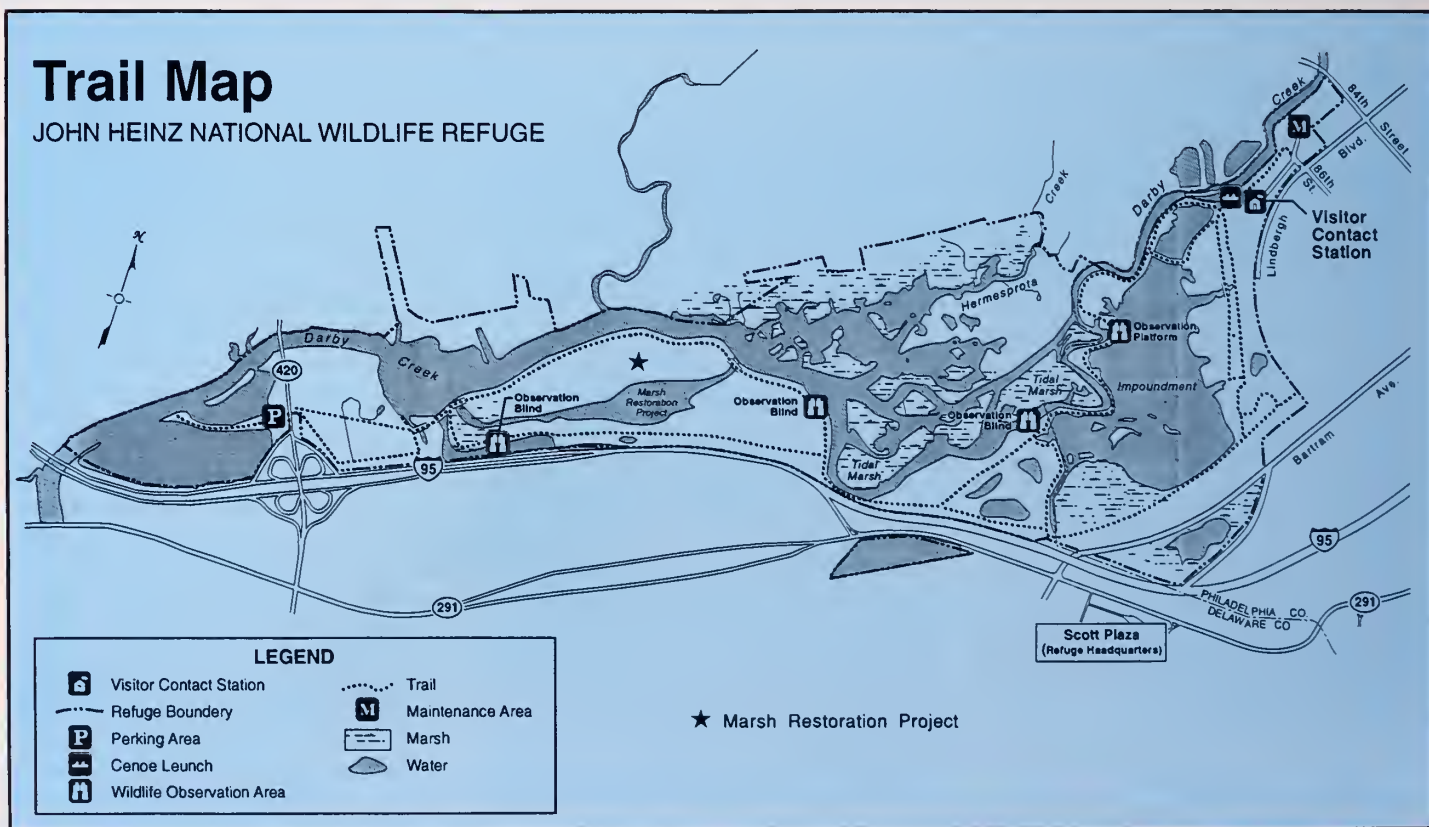 Trail Map
JOHN HEINZ NATIONAL WILDLIFE REFUGE
N
Creek
84th
Street
Blvd.
86th
St.
M
Darby
Creek
Visitor
Contact
Station
Lindbergh
Hermesprota
Observation
Platform
Darby
Creek
420
P
Observation
Blind
Marsh
Restoration
Project
Observation
Blind
Tidal
Marsh
Observation
Blind
Impoundment
Tidal
Marsh
95
Bartram
Ave.
95
291
PHILADELPHIA CO.
DELAWARE CO
291
Scott Plaza
(Refuge Headquarters)
LEGEND
Visitor Contact Station
Refuge Boundery
P Perking Area
Cenoe Leunch
Wildlife Observation Area
Trail
M Maintenance Area
Marsh
Water
★ Marsh Restoration Project